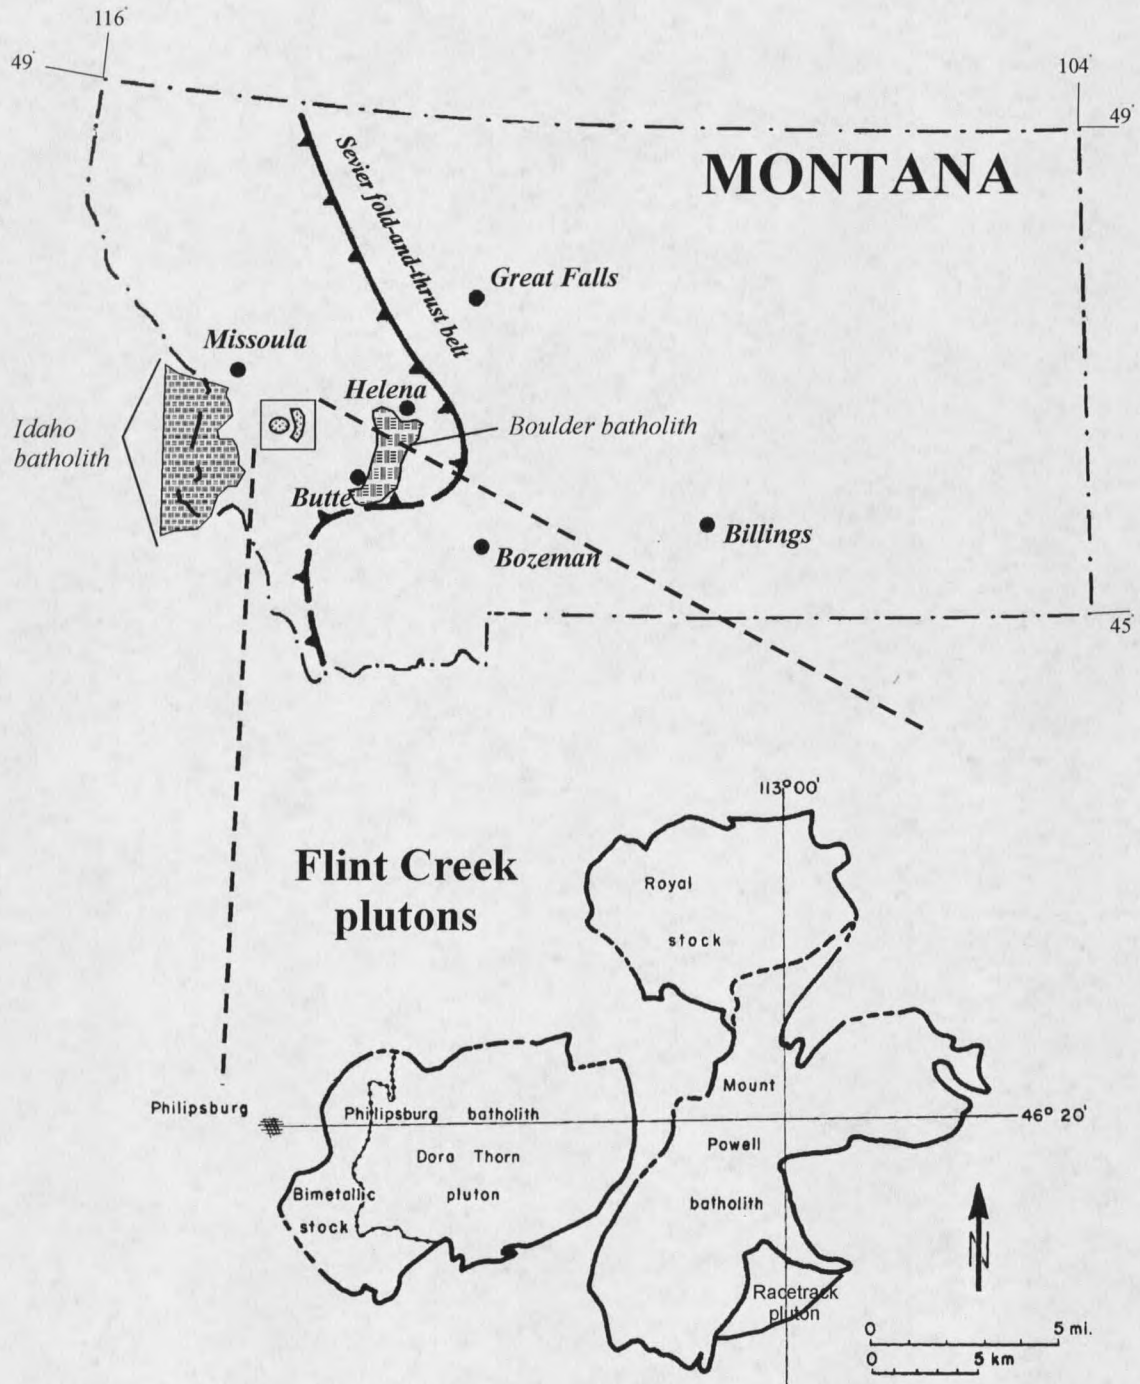 116°
49°
104°
49°
MONTANA
Sevier fold-and-thrust belt
Great Falls
Missoula
Helena
Idaho
batholith
Boulder batholith
Butte
Billings
Bozeman
45°
113° 00'
Flint Creek
plutons
Royal
stock
Mount
Philipsburg
Philipsburg batholith
46° 20'
Powell
Dora Thorn
pluton
Bimetallic
stock
batholith
N
Racetrack
pluton
0 5 mi.
0 5 km